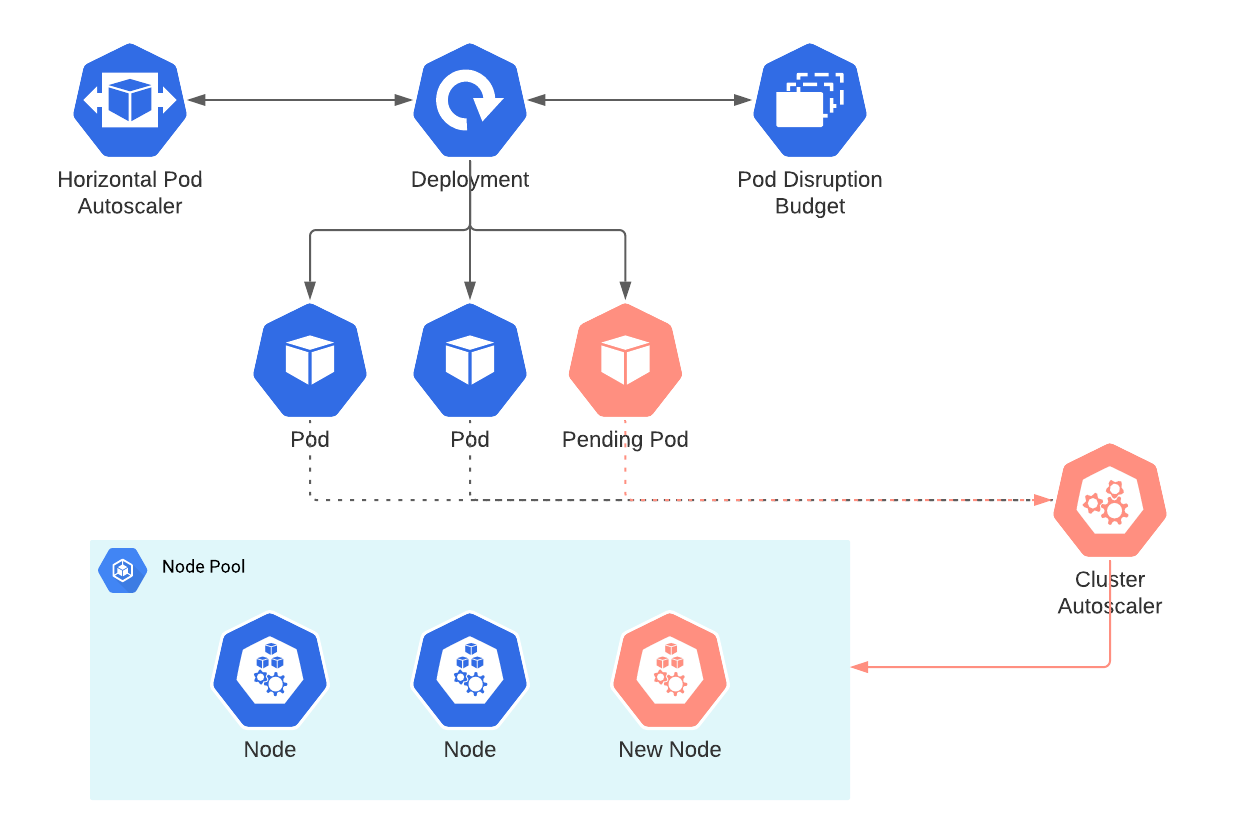 Horizontal Pod
Autoscaler
Deployment
Pod Disruption
Budget
Pod
Pod
Pending Pod
Cluster
Autoscaler
Node Pool
Node
Node
New Node